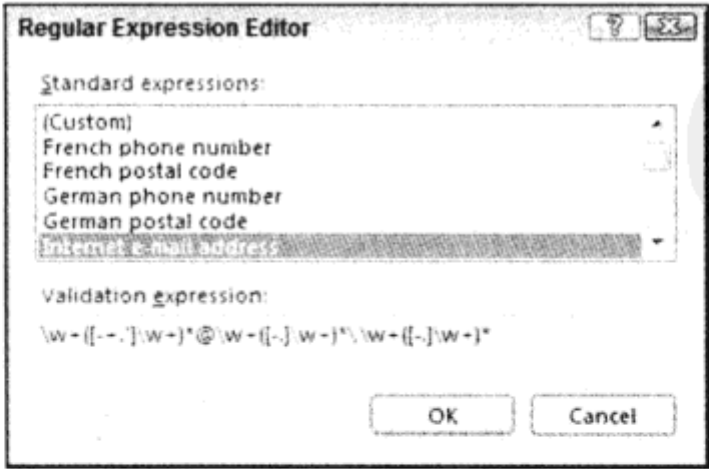 Regular Expression Editor
Standard expressions:
(Custom)
French phone number
French postal code
German phone number
German postal code
Internet e-mail address
Validation expression:
\w+([-+.']\w+)*@\w+([-.]\w+)*\.\w+([-.]\w+)*
OK
Cancel